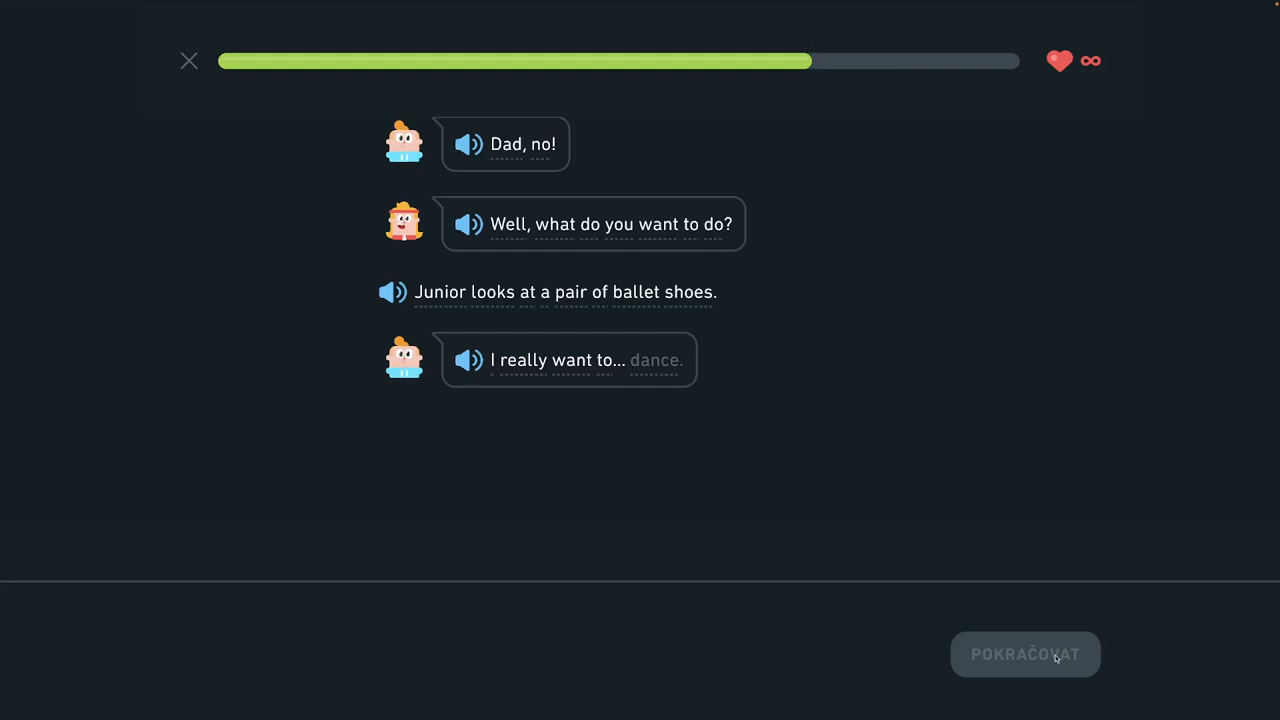 Dad, no!
Well, what do you want to do?
Junior looks at a pair of ballet shoes.
I really want to... dance.
POKRAČOVAT